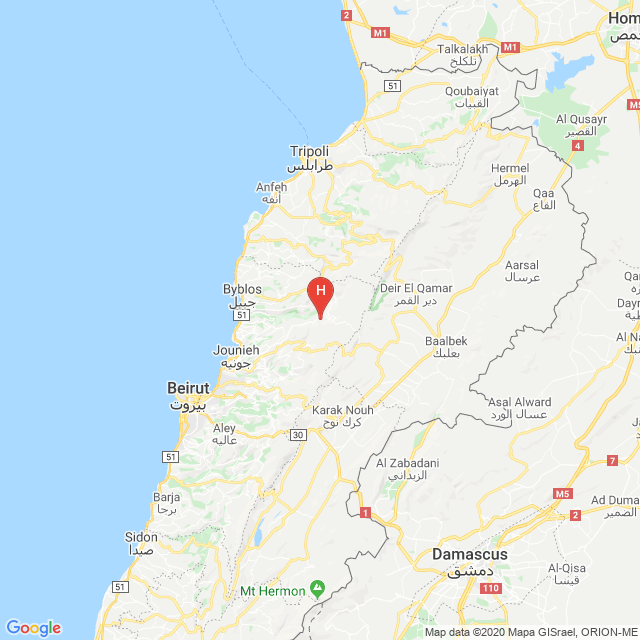 2
M1
Talkalakh
تلكلخ
M1
Hom
حمص
51
Qoubaiyat
القبيات
M5
Al Qusayr
القصير
4
Tripoli
طرابلس
Hermel
الهرمل
Anfeh
أنفه
Qaa
القاع
Aarsal
عرسال
Qaran
Byblos
جبيل
H
Deir El Qamar
دير القمر
51
Dayr
Baalbek
بعلبك
Al Na
Jounieh
جونية
Beirut
بيروت
Asal Alward
عسال الورد
Karak Nouh
كرك نوح
Aley
عاليه
30
51
Al Zabadani
الزبداني
7
M5
Barja
برجا
Ad Duma
الضمير
1
2
Sidon
صيدا
Damascus
دمشق
Al-Qisa
قيسا
51
Mt Hermon
110
Google
Map data ©2020 Mapa GISrael, ORION-ME